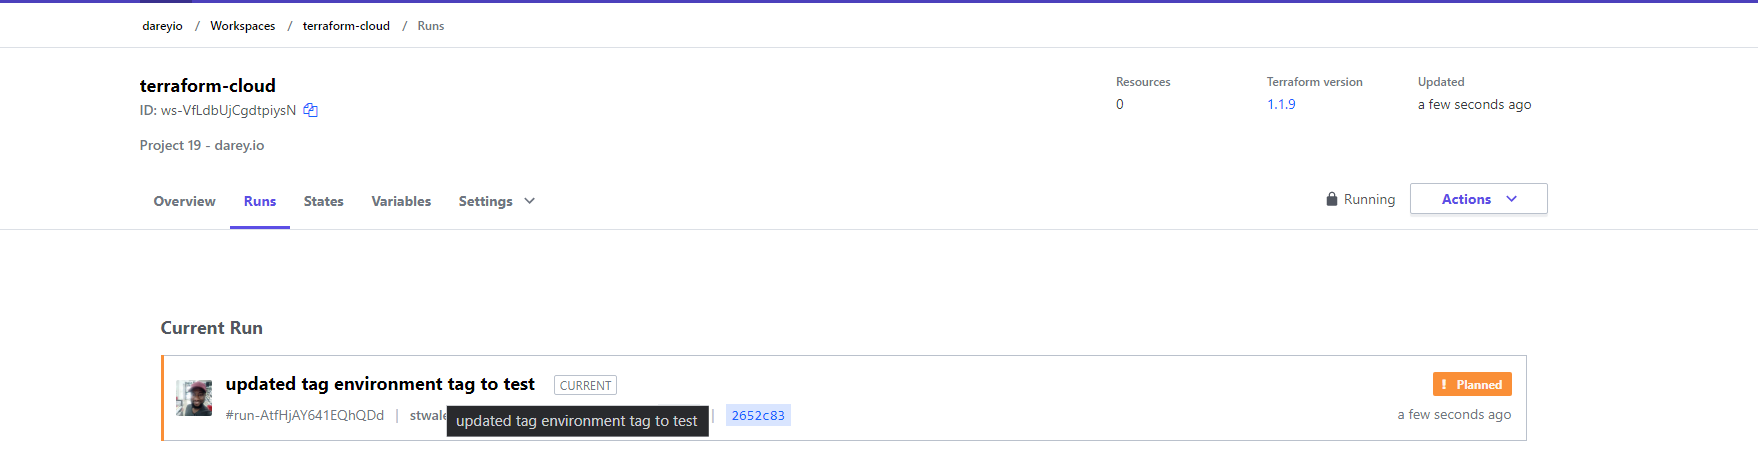 dareyio / Workspaces / terraform-cloud / Runs
terraform-cloud
ID: ws-VfLdbUjCgdtpiysN
Project 19 - darey.io
Resources
0
Terraform version
1.1.9
Updated
a few seconds ago
Overview Runs States Variables Settings
Running
Actions
Current Run
updated tag environment tag to test CURRENT
! Planned
#run-AtfHjAY641EQhQDd | stwale | 2652c83
updated tag environment tag to test
a few seconds ago